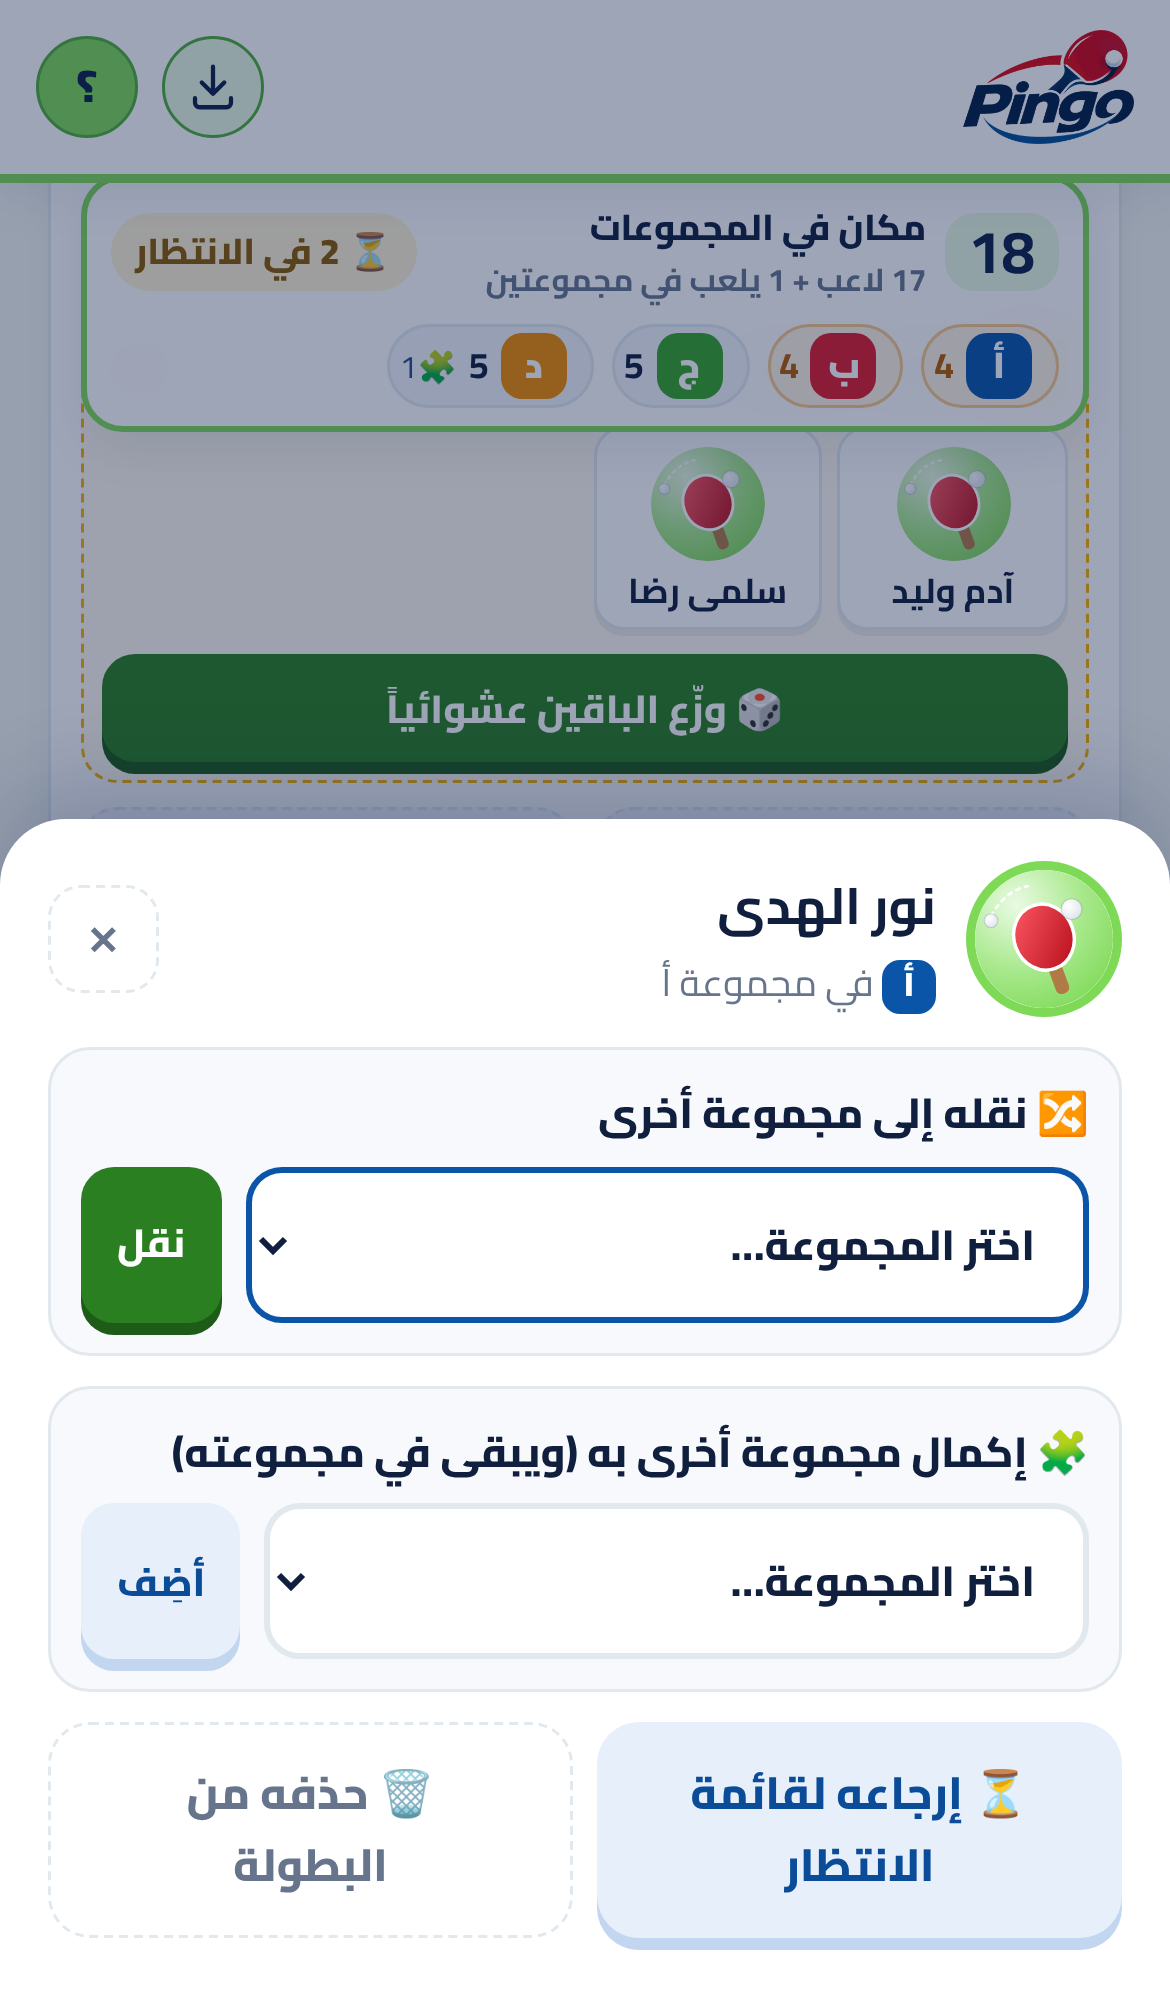 Pingo
؟
18
مكان في المجموعات
17 لاعب + 1 يلعب في مجموعتين
⏳ 2 في الانتظار
أ 4
ب 4
ج 5
د 5 🧩1
آدم وليد
سلمى رضا
🎲 وزّع الباقين عشوائياً
نور الهدى
أ في مجموعة أ
×
🔀 نقله إلى مجموعة أخرى
اختر المجموعة...
نقل
🧩 إكمال مجموعة أخرى به (ويبقى في مجموعته)
اختر المجموعة...
أضِف
⏳ إرجاعه لقائمة
الانتظار
🗑️ حذفه من
البطولة